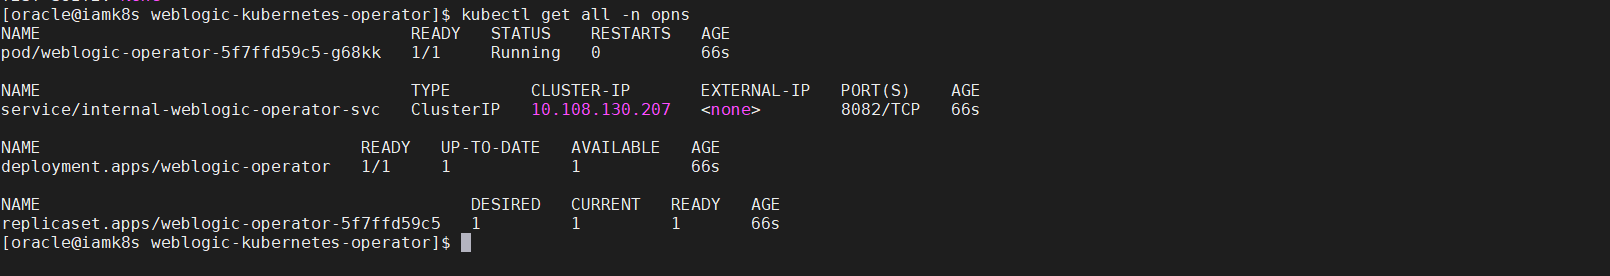 [oracle@iamk8s weblogic-kubernetes-operator]$ kubectl get all -n opns
NAME                                     READY   STATUS    RESTARTS   AGE
pod/weblogic-operator-5f7ffd59c5-g68kk   1/1     Running   0          66s

NAME                                     TYPE        CLUSTER-IP       EXTERNAL-IP   PORT(S)    AGE
service/internal-weblogic-operator-svc   ClusterIP   10.108.130.207   <none>        8082/TCP   66s

NAME                                READY   UP-TO-DATE   AVAILABLE   AGE
deployment.apps/weblogic-operator   1/1     1            1           66s

NAME                                           DESIRED   CURRENT   READY   AGE
replicaset.apps/weblogic-operator-5f7ffd59c5   1         1         1       66s
[oracle@iamk8s weblogic-kubernetes-operator]$